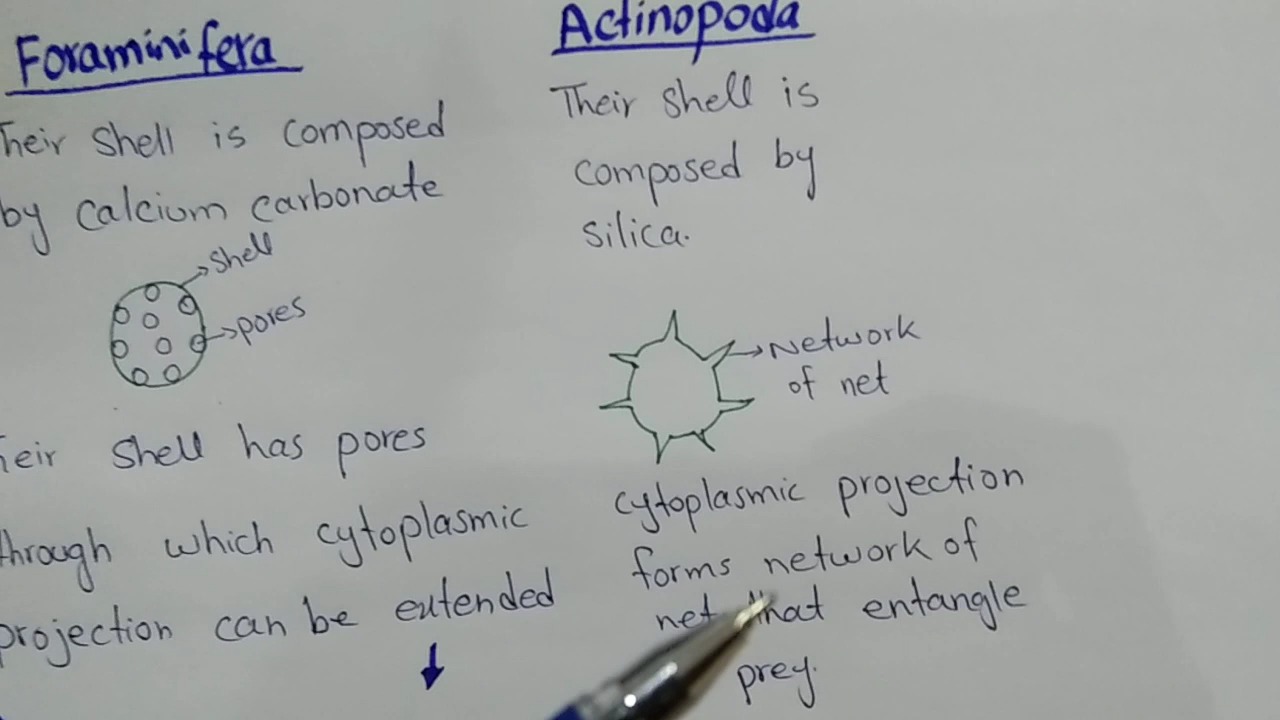 Foraminifera
Their shell is composed
by calcium carbonate
shell
pores
Their shell has pores
through which cytoplasmic
projection can be extended
Actinopoda
Their shell is
composed by
silica.
Network
of net
cytoplasmic projection
forms network of
net that entangle
prey.